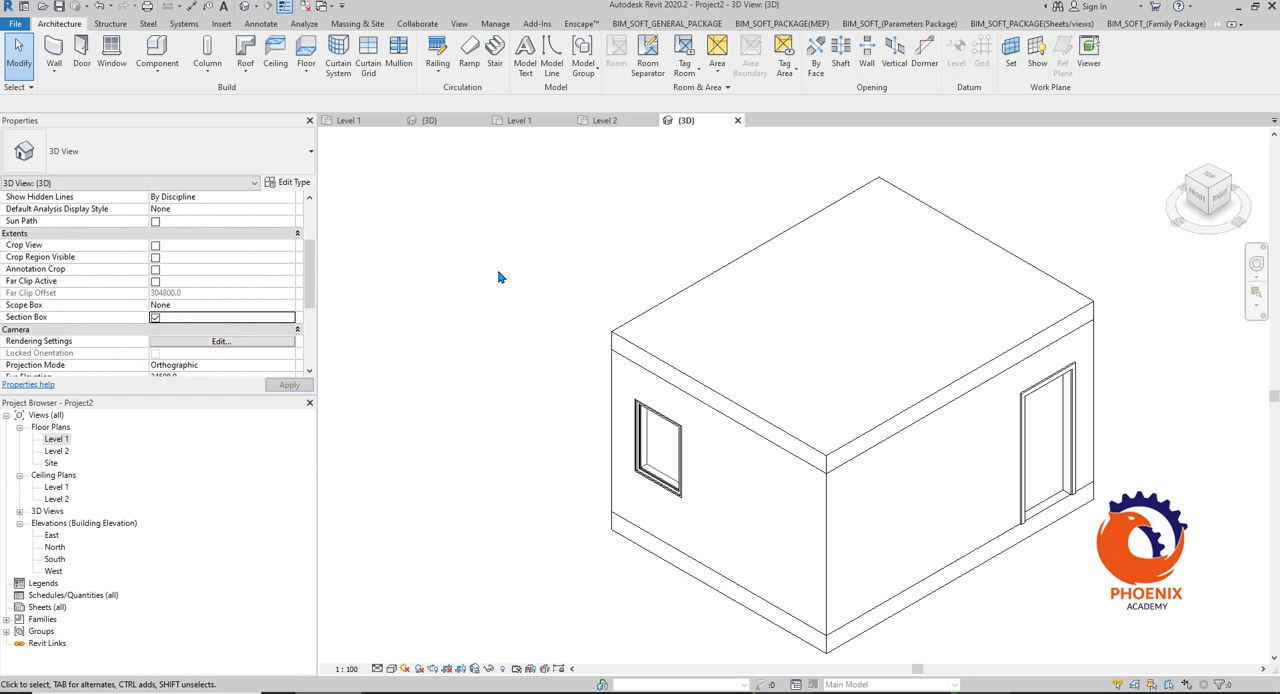 Autodesk Revit 2020.2 - Project2 - 3D View: {3D}
Sign In
File Architecture Structure Steel Systems Insert Annotate Analyze Massing & Site Collaborate View Manage Add-Ins Enscape™ BIM_SOFT_GENERAL_PACKAGE BIM_SOFT_PACKAGE(MEP) BIM_SOFT_(Parameters Package) BIM_SOFT_PACKAGE(Sheets/views) BIM_SOFT_(Family Package)
Modify Wall Door Window Component Column Roof Ceiling Floor Curtain System Curtain Grid Mullion Railing Ramp Stair Model Text Model Line Model Group Room Room Separator Tag Room Area Area Boundary Tag Area By Face Shaft Wall Vertical Dormer Level Grid Set Show Ref Plane Viewer
Select Build Circulation Model Room & Area Opening Datum Work Plane
Properties
Level 1 {3D} Level 1 Level 2 {3D}
3D View
3D View: {3D} Edit Type
Show Hidden Lines By Discipline
Default Analysis Display Style None
Sun Path
Extents
Crop View
Crop Region Visible
Annotation Crop
Far Clip Active
Far Clip Offset 304800.0
Scope Box None
Section Box
Camera
Rendering Settings Edit...
Locked Orientation
Projection Mode Orthographic
Properties help Apply
Project Browser - Project2
Views (all)
Floor Plans
Level 1
Level 2
Site
Ceiling Plans
Level 1
Level 2
3D Views
Elevations (Building Elevation)
East
North
South
West
Legends
Schedules/Quantities (all)
Sheets (all)
Families
Groups
Revit Links
TOP
FRONT RIGHT
PHOENIX
ACADEMY
1 : 100
Click to select, TAB for alternates, CTRL adds, SHIFT unselects.
:0 Main Model :0